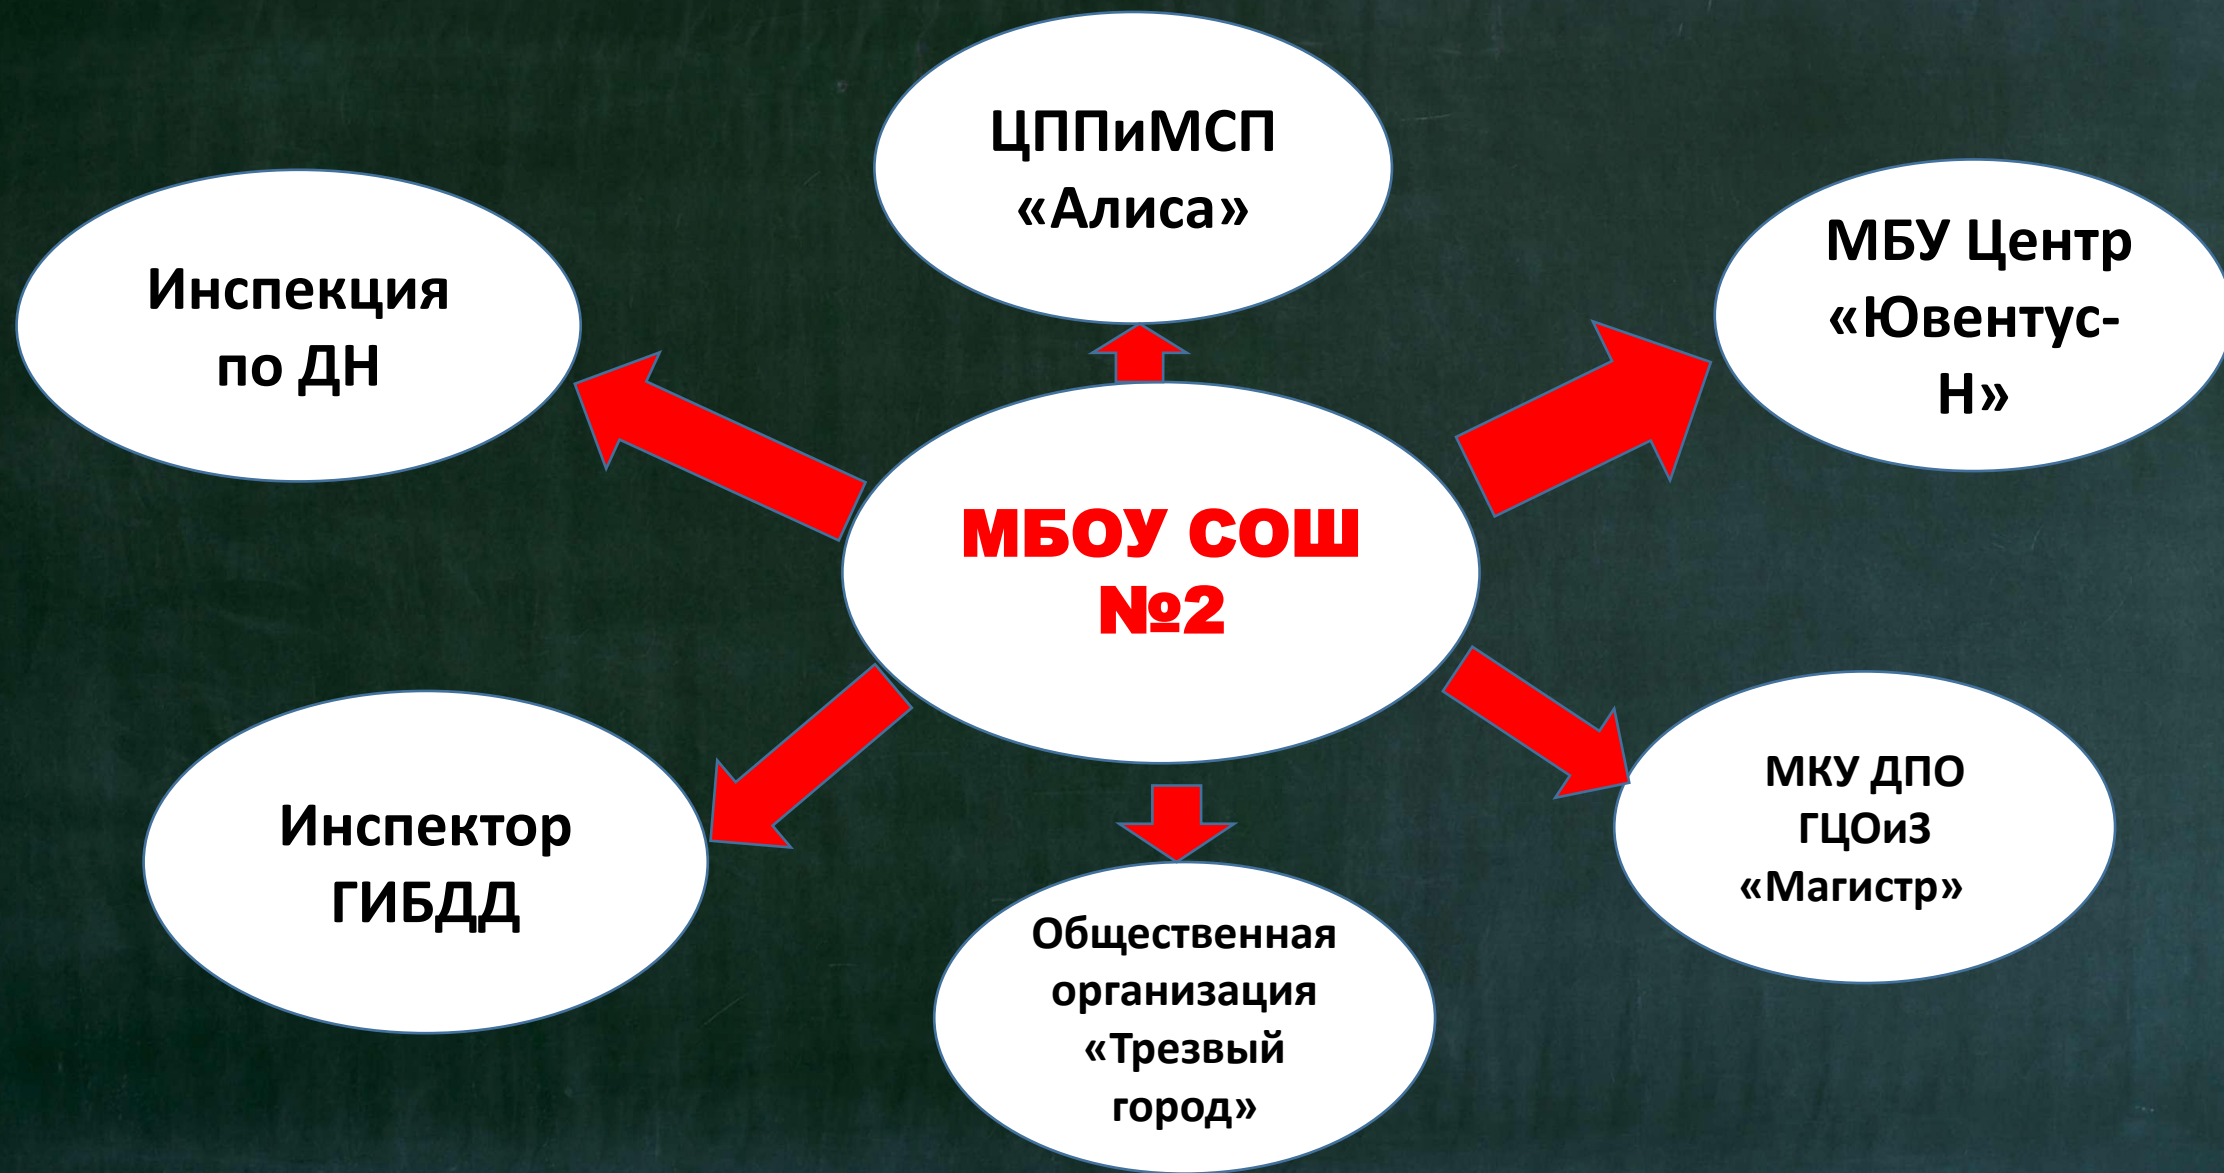 ЦППиМСП
«Алиса»
Инспекция
по ДН
МБУ Центр
«Ювентус-
Н»
МБОУ СОШ
№2
Инспектор
ГИБДД
МКУ ДПО
ГЦОиЗ
«Магистр»
Общественная
организация
«Трезвый
город»